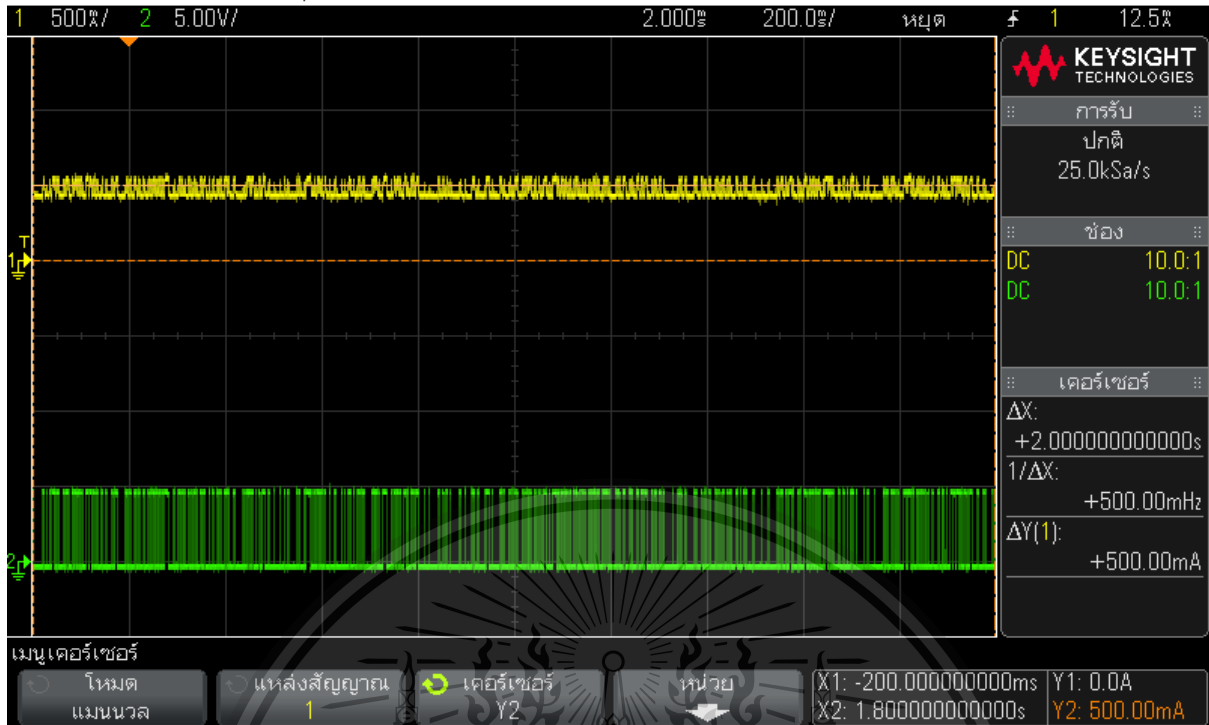 1 500㎷/ 2 5.00V/ 2.000s 200.0s/ หยุด 1 12.5
KEYSIGHT
TECHNOLOGIES
การรับ
ปกติ
25.0kSa/s
ช่อง
DC 10.0:1
DC 10.0:1
เคอร์เซอร์
ΔX:
+2.000000000000s
1/ΔX:
+500.00mHz
ΔY(1):
+500.00mA
T
1
2
เมนูเคอร์เซอร์
โหมด
แมนนวล
แหล่งสัญญาณ
1
เคอร์เซอร์
Y2
หน่วย
X1: -200.000000000ms
X2: 1.800000000000s
Y1: 0.0A
Y2: 500.00mA